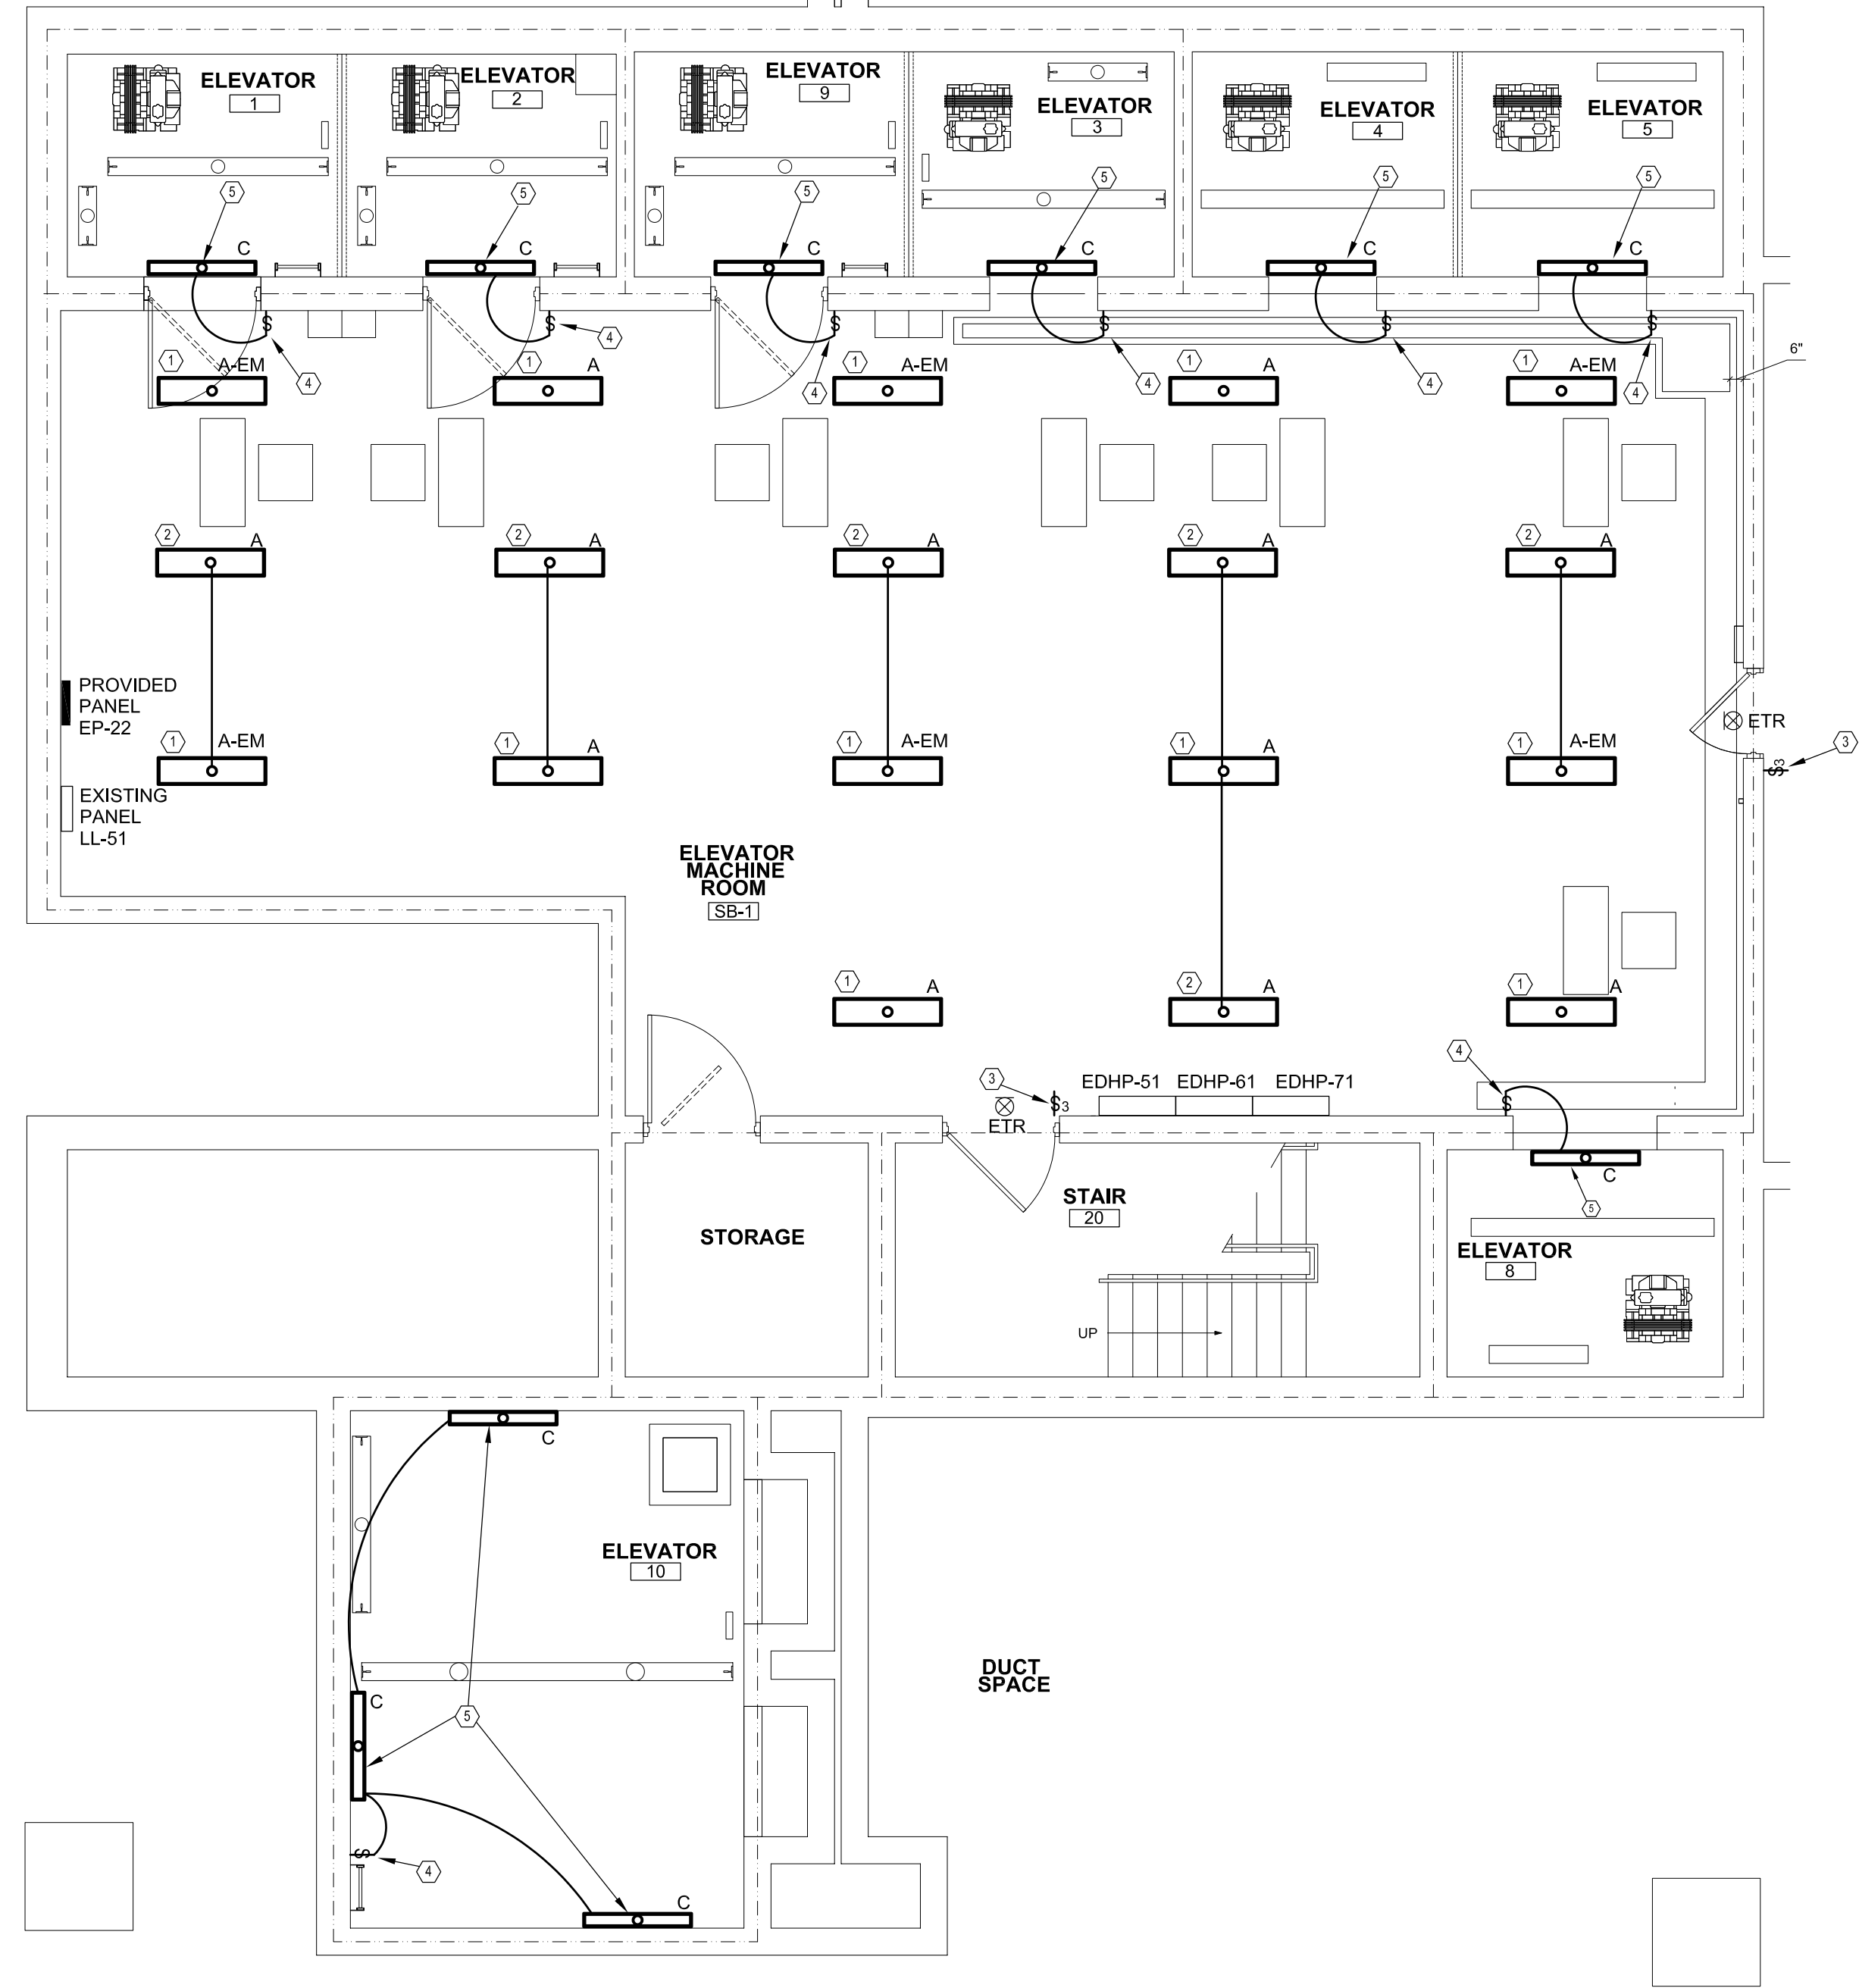 ELEVATOR
1
ELEVATOR
2
ELEVATOR
9
ELEVATOR
3
ELEVATOR
4
ELEVATOR
5
5
5
5
5
5
5
C
C
C
C
C
C
S
S
S
S
S
S
4
4
4
4
4
4
6"
1
A-EM
1
A
1
A-EM
1
A
1
A-EM
2
A
2
A
2
A
2
A
2
A
PROVIDED
PANEL
EP-22
ETR
3
S3
1
A-EM
1
A
1
A-EM
1
A
1
A-EM
EXISTING
PANEL
LL-51
ELEVATOR
MACHINE
ROOM
SB-1
1
A
2
A
1
A
3
S3
ETR
EDHP-51
EDHP-61
EDHP-71
4
S
C
5
STAIR
20
STORAGE
ELEVATOR
8
UP
C
ELEVATOR
10
DUCT
SPACE
C
5
S
4
C